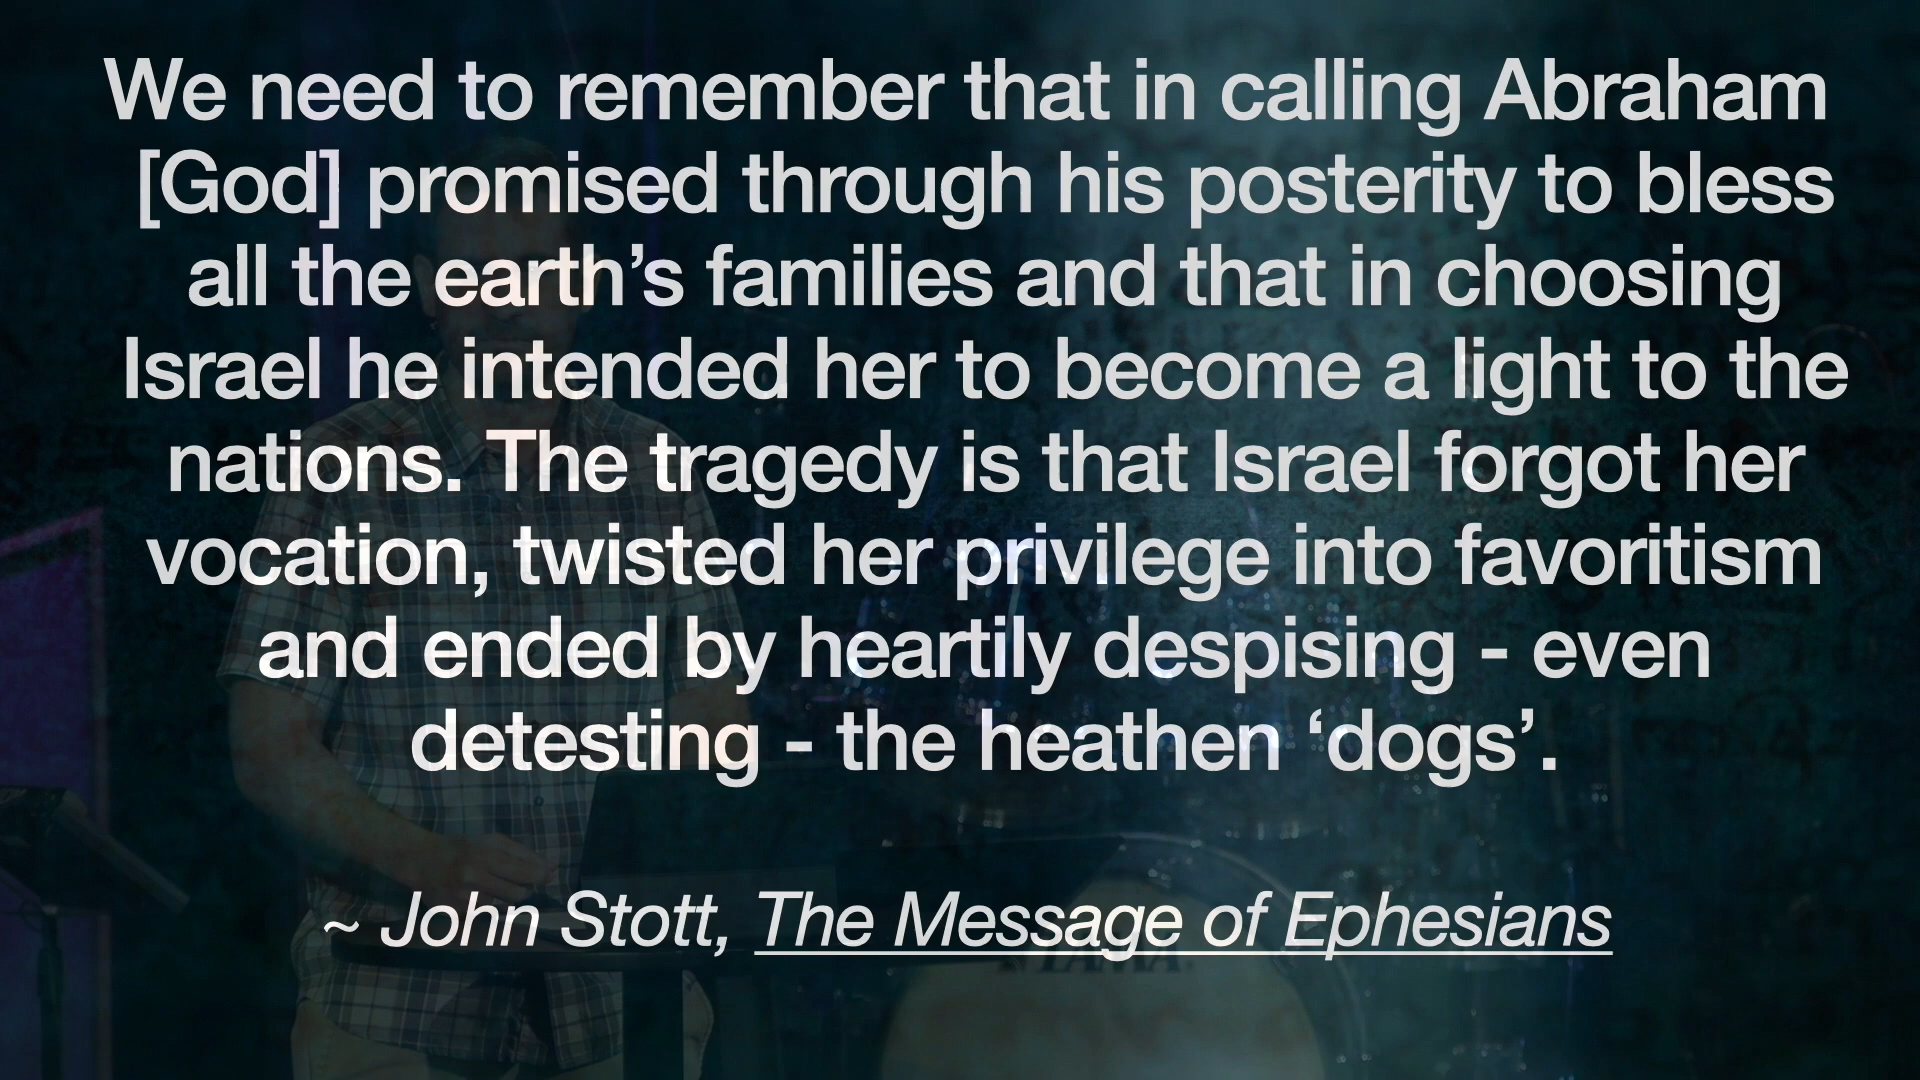 We need to remember that in calling Abraham
[God] promised through his posterity to bless
all the earth’s families and that in choosing
Israel he intended her to become a light to the
nations. The tragedy is that Israel forgot her
vocation, twisted her privilege into favoritism
and ended by heartily despising - even
detesting - the heathen ‘dogs’.
~ John Stott, The Message of Ephesians
TAMA